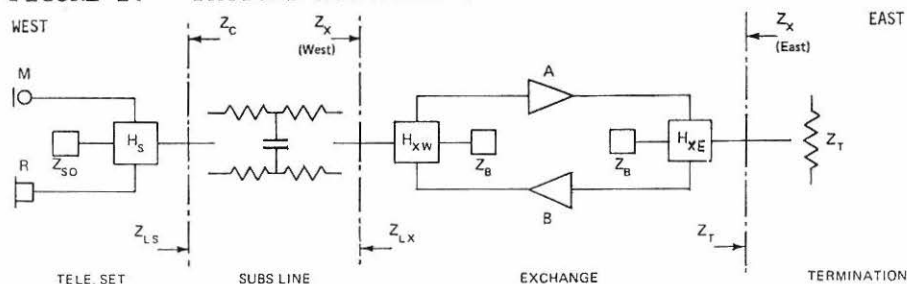 WEST
EAST
Z_C
Z_X
(West)
Z_X
(East)
M
A
H_S
Z_SO
R
H_XW
Z_B
Z_B
H_XE
Z_T
B
Z_LS
Z_LX
Z_T
TELE. SET
SUBS LINE
EXCHANGE
TERMINATION